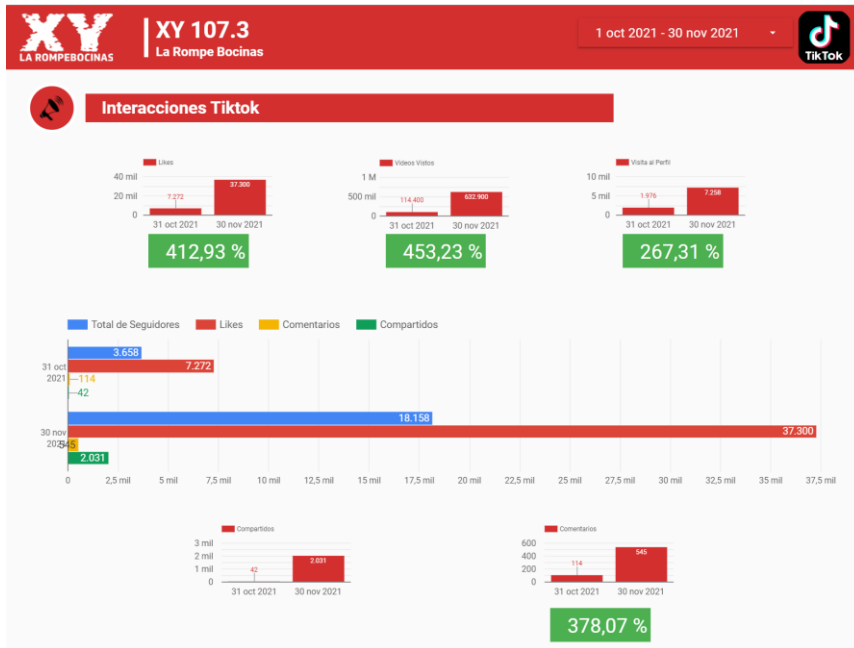 XY
LA ROMPEBOCINAS
XY 107.3
La Rompe Bocinas
1 oct 2021 - 30 nov 2021
TikTok
Interacciones Tiktok
Likes
40 mil
20 mil
0
7.272
37.300
31 oct 2021
30 nov 2021
412,93 %
Videos Vistos
1 M
500 mil
0
114.400
632.900
31 oct 2021
30 nov 2021
453,23 %
Visita al Perfil
10 mil
5 mil
0
1.976
7.258
31 oct 2021
30 nov 2021
267,31 %
Total de Seguidores
Likes
Comentarios
Compartidos
31 oct
2021
3.658
7.272
114
42
30 nov
2021
18.158
37.300
545
2.031
0
2,5 mil
5 mil
7,5 mil
10 mil
12,5 mil
15 mil
17,5 mil
20 mil
22,5 mil
25 mil
27,5 mil
30 mil
32,5 mil
35 mil
37,5 mil
Compartidos
3 mil
2 mil
1 mil
0
42
2.031
31 oct 2021
30 nov 2021
Comentarios
600
400
200
0
114
545
31 oct 2021
30 nov 2021
378,07 %